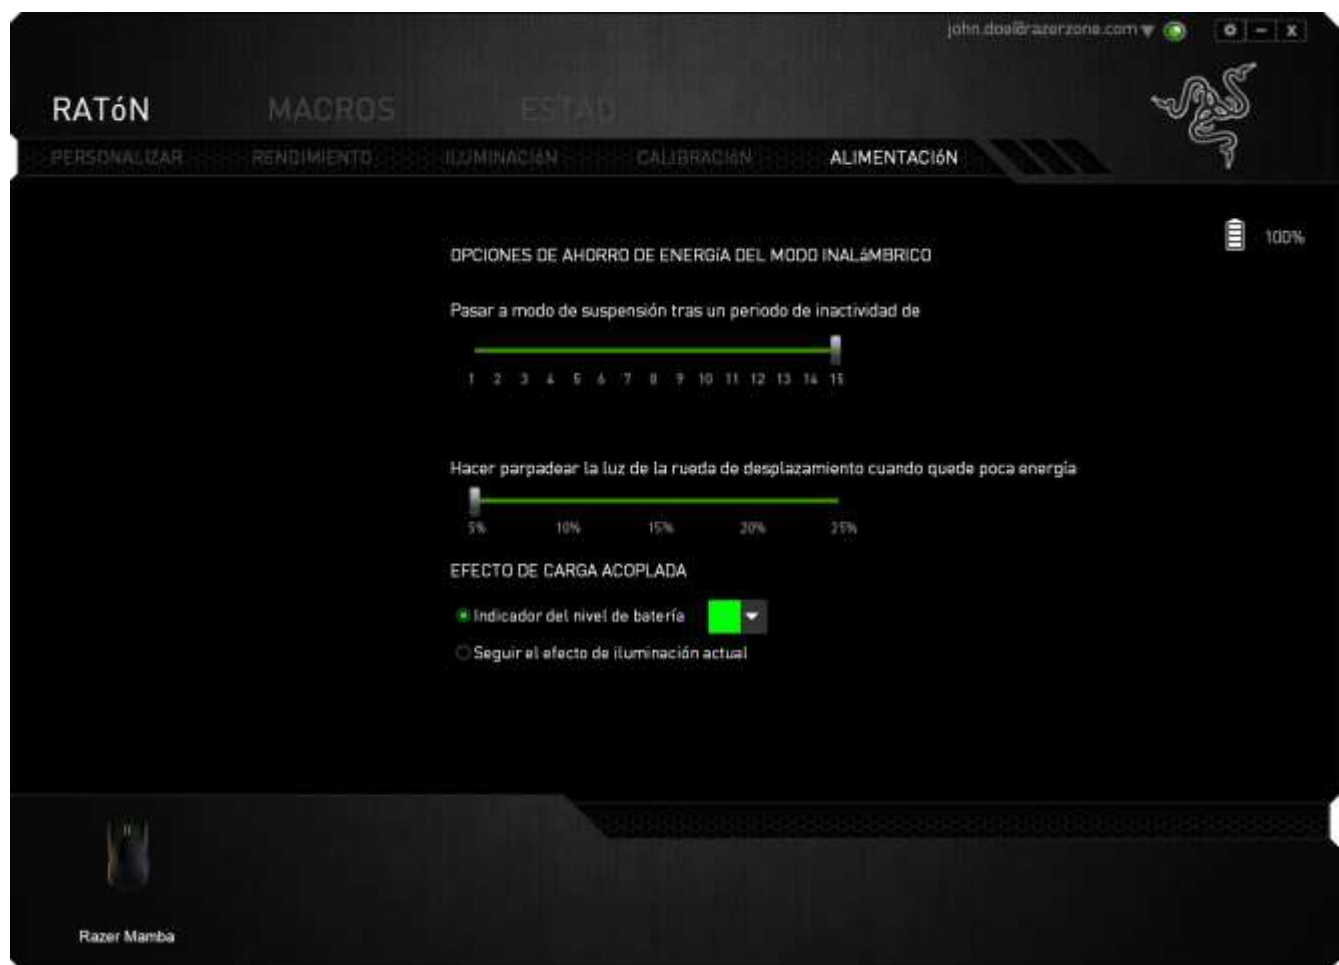 john.doe@razerzone.com
RATÓN MACROS ESTAD
PERSONALIZAR RENDIMIENTO ILUMINACIÓN CALIBRACIÓN ALIMENTACIÓN
100%
OPCIONES DE AHORRO DE ENERGÍA DEL MODO INALÁMBRICO
Pasar a modo de suspensión tras un periodo de inactividad de
1 2 3 4 5 6 7 8 9 10 11 12 13 14 15
Hacer parpadear la luz de la rueda de desplazamiento cuando quede poca energía
5% 10% 15% 20% 25%
EFECTO DE CARGA ACOPLADA
Indicador del nivel de batería
Seguir el efecto de iluminación actual
Razer Mamba